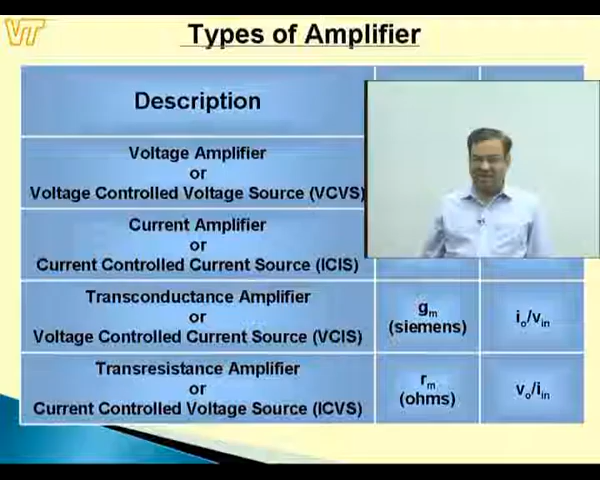 VT
Types of Amplifier
Description
Voltage Amplifier
or
Voltage Controlled Voltage Source (VCVS)
Current Amplifier
or
Current Controlled Current Source (ICIS)
Transconductance Amplifier
or
Voltage Controlled Current Source (VCIS)
gm
(siemens)
io/vin
Transresistance Amplifier
or
Current Controlled Voltage Source (ICVS)
rm
(ohms)
vo/iin